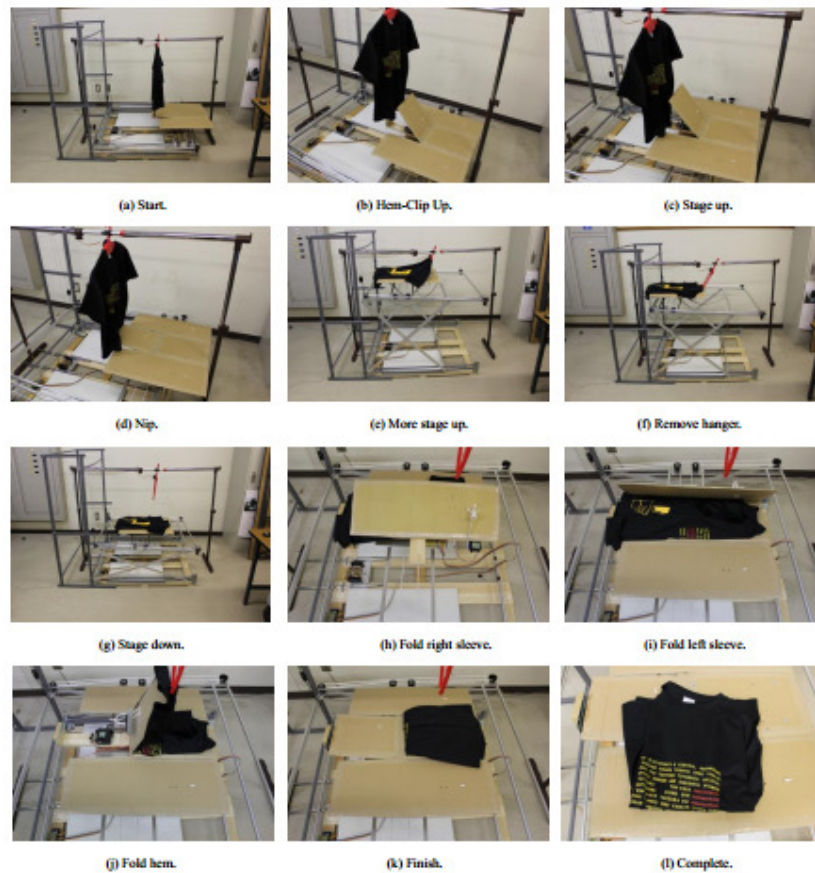 (a) Start.
(b) Hem-Clip Up.
(c) Stage up.
(d) Nip.
(e) More stage up.
(f) Remove hanger.
(g) Stage down.
(h) Fold right sleeve.
(i) Fold left sleeve.
(j) Fold hem.
(k) Finish.
(l) Complete.